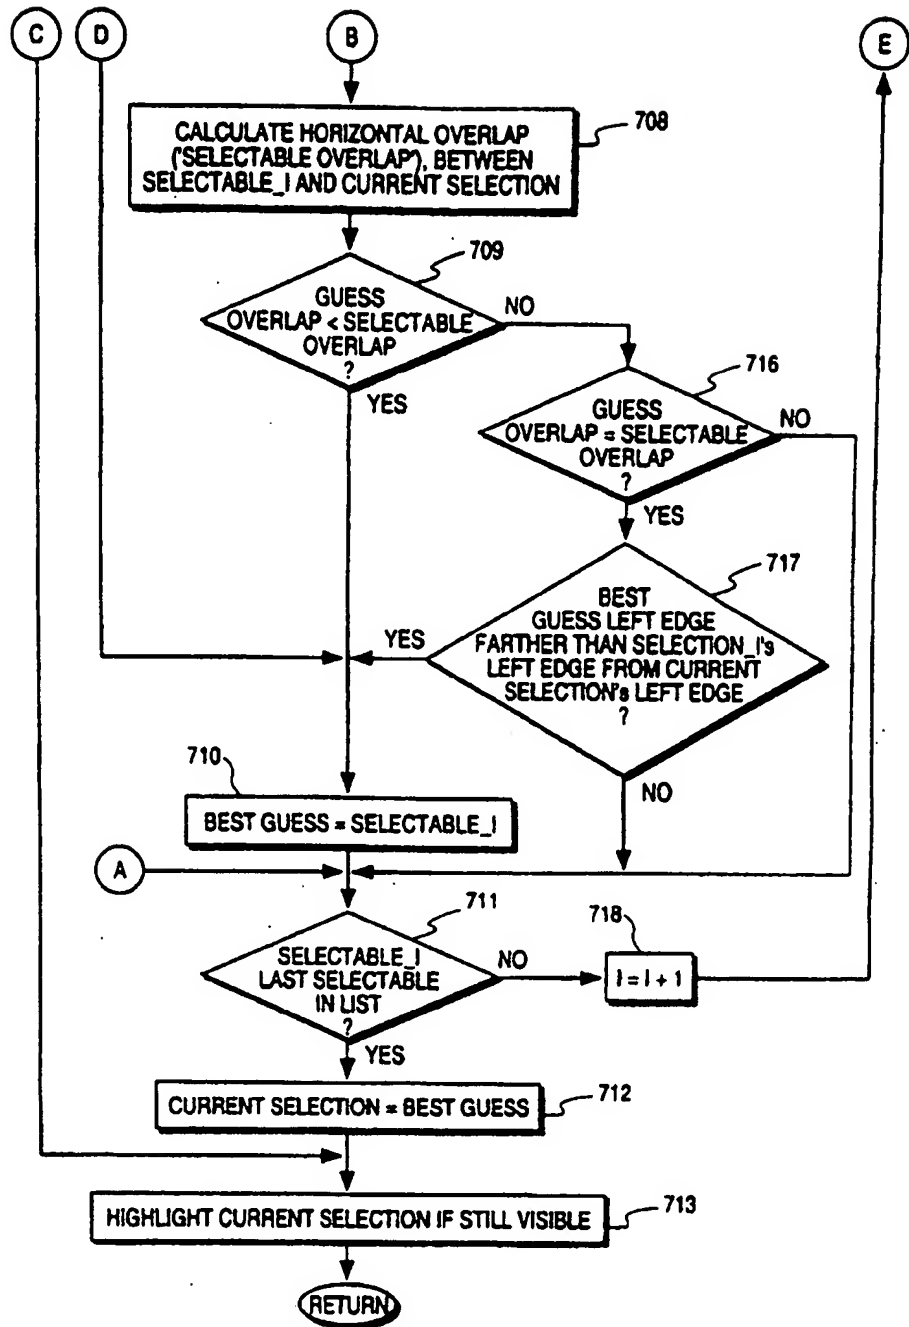 C
D
B
E
CALCULATE HORIZONTAL OVERLAP
('SELECTABLE OVERLAP'), BETWEEN
SELECTABLE_I AND CURRENT SELECTION
708
709
GUESS
OVERLAP < SELECTABLE
OVERLAP
?
NO
YES
716
GUESS
OVERLAP = SELECTABLE
OVERLAP
?
NO
YES
717
BEST
GUESS LEFT EDGE
FARTHER THAN SELECTION_I's
LEFT EDGE FROM CURRENT
SELECTION's LEFT EDGE
?
YES
NO
710
BEST GUESS = SELECTABLE_I
A
711
SELECTABLE_I
LAST SELECTABLE
IN LIST
?
NO
YES
718
I = I + 1
CURRENT SELECTION = BEST GUESS
712
HIGHLIGHT CURRENT SELECTION IF STILL VISIBLE
713
RETURN